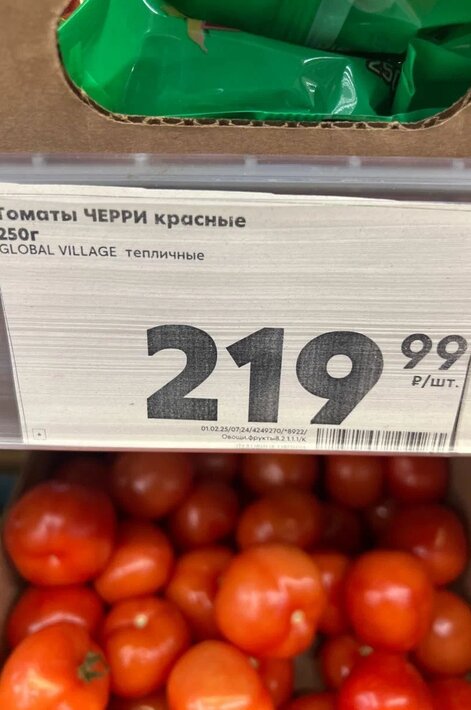 Томаты ЧЕРРИ красные
250г
GLOBAL VILLAGE тепличные
219 99
₽/шт.
01.02.25/07:24/4249270/*8922/
Овощи.фрукты8.2.1.1.1/К